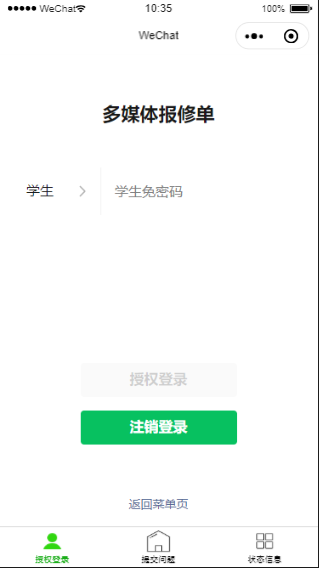 WeChat 10:35 100%
WeChat
多媒体报修单
学生 学生免密码
授权登录
注销登录
返回菜单页
授权登录 提交问题 状态信息